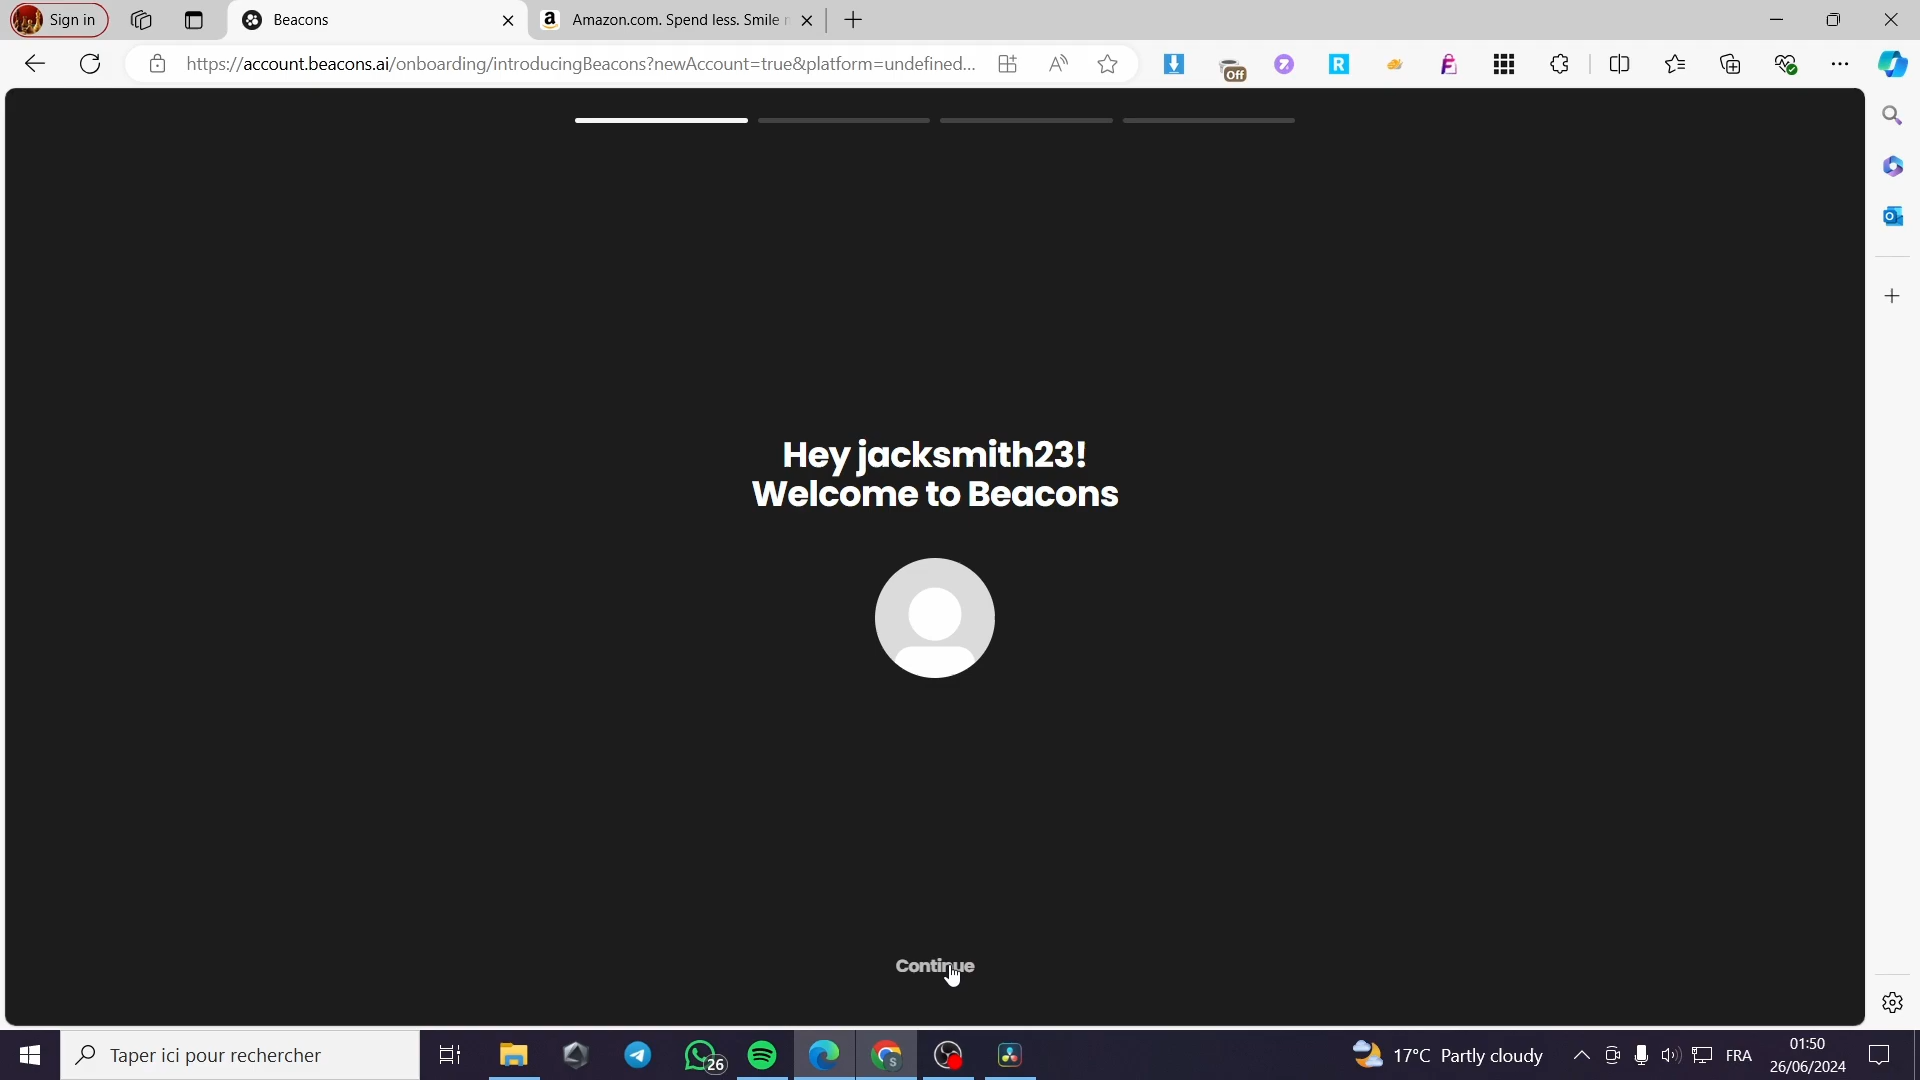 Sign in
Beacons
Amazon.com. Spend less. Smile
https://account.beacons.ai/onboarding/introducingBeacons?newAccount=true&platform=undefined...
Off
Hey jacksmith23!
Welcome to Beacons
Continue
Taper ici pour rechercher
26
17°C Partly cloudy
FRA
01:50
26/06/2024